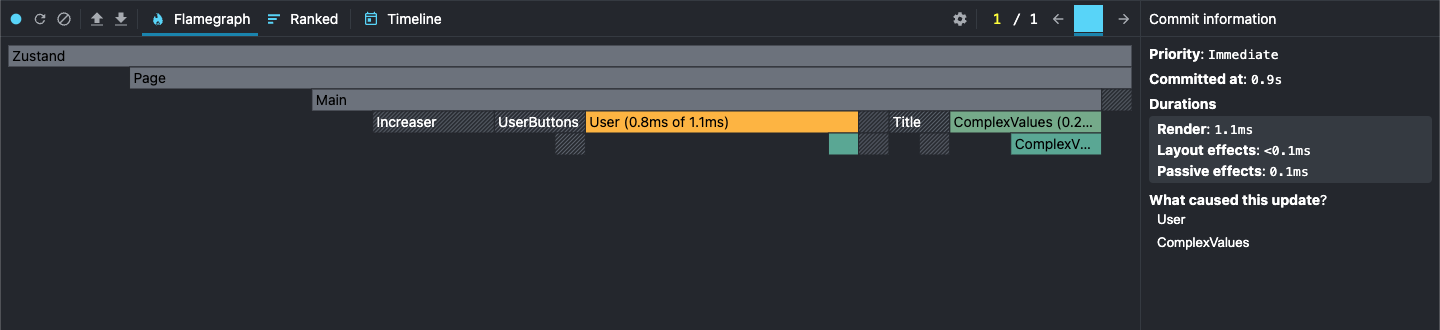 Flamegraph Ranked Timeline 1 / 1 Commit information
Zustand
Page
Main
Increaser UserButtons User (0.8ms of 1.1ms) Title ComplexValues (0.2...
ComplexV...
Priority: Immediate
Committed at: 0.9s
Durations
Render: 1.1ms
Layout effects: <0.1ms
Passive effects: 0.1ms
What caused this update?
User
ComplexValues